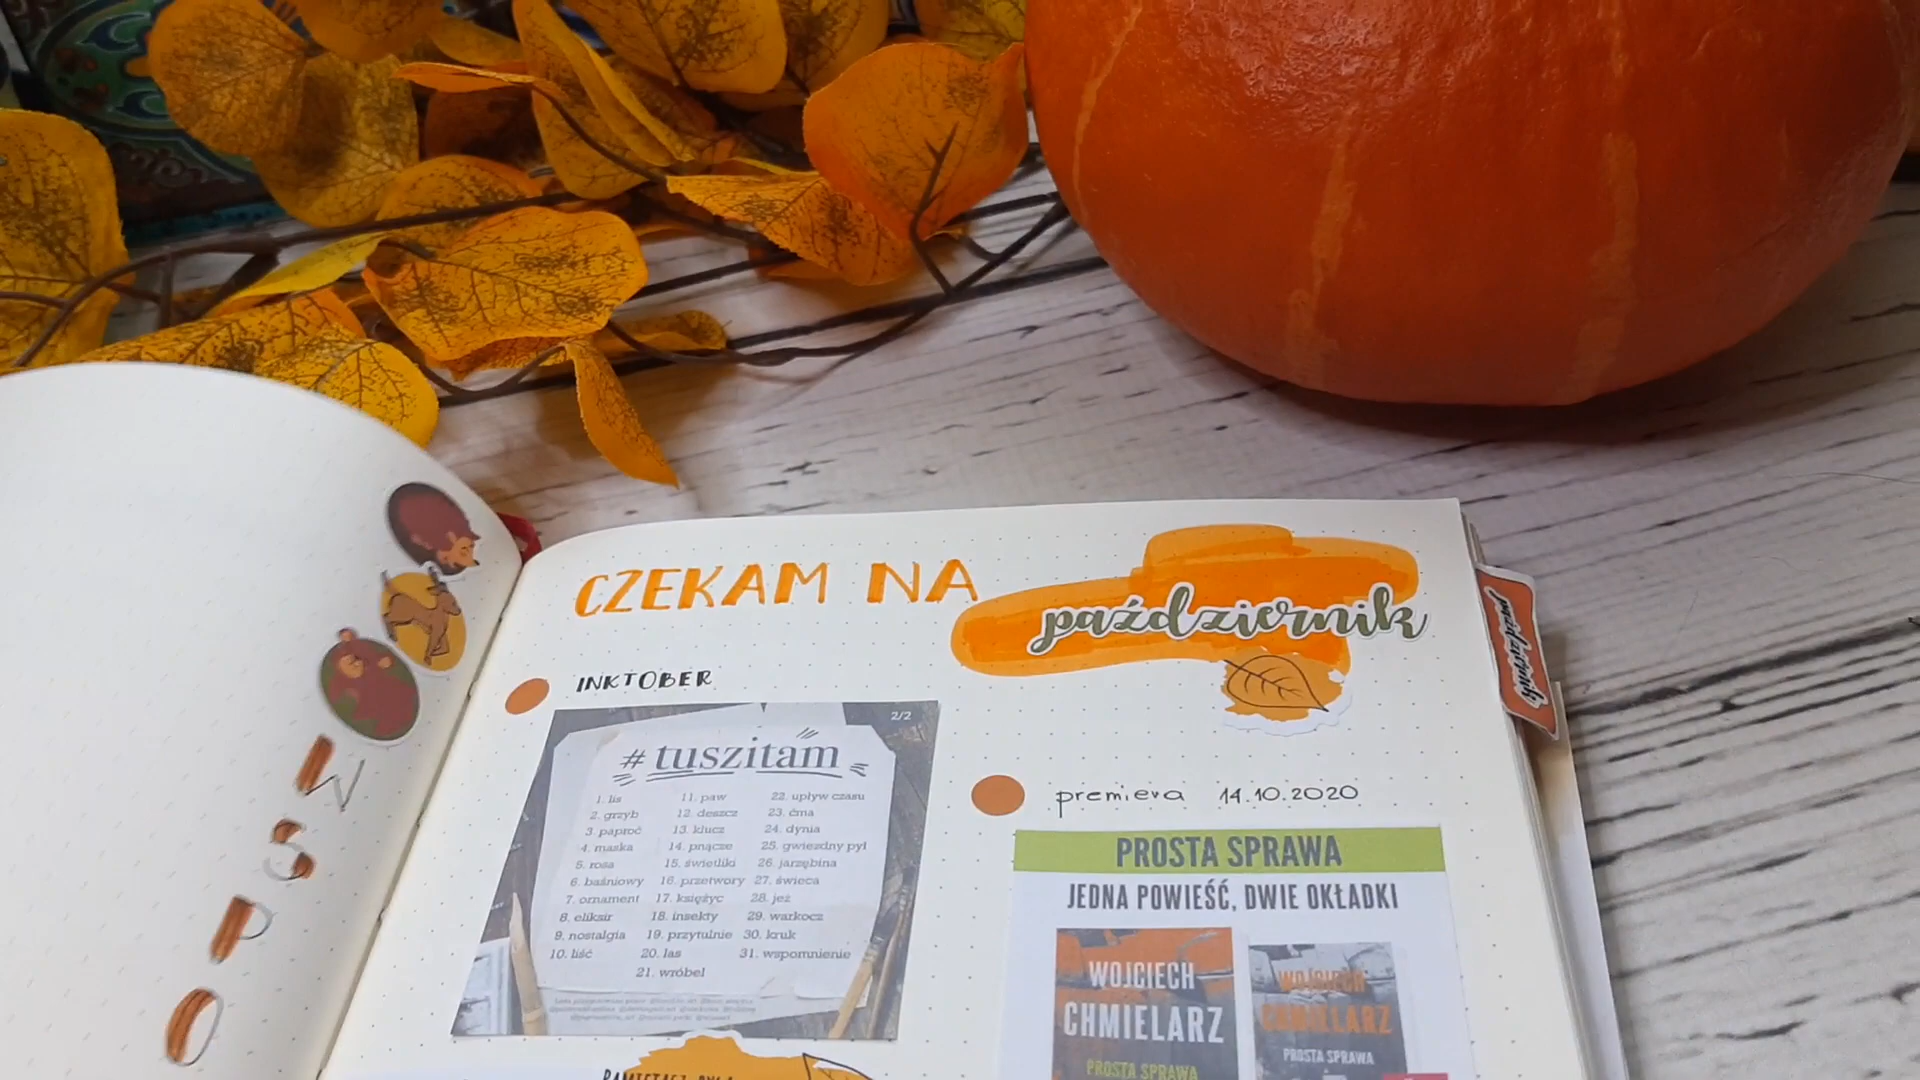 CZEKAM NA
październik
październik
INKTOBER
2/2
#tuszitam
1. lis
2. grzyb
3. paproć
4. maska
5. rosa
6. baśniowy
7. ornament
8. eliksir
9. nostalgia
10. liść
11. paw
12. deszcz
13. klucz
14. pnącze
15. świetliki
16. przetwory
17. księżyc
18. insekty
19. przytulnie
20. las
21. wróbel
22. upływ czasu
23. ćma
24. dynia
25. gwiezdny pył
26. jarzębina
27. świeca
28. jeż
29. warkocz
30. kruk
31. wspomnienie
premiera 14.10.2020
PROSTA SPRAWA
JEDNA POWIEŚĆ, DWIE OKŁADKI
WOJCIECH
CHMIELARZ
PROSTA SPRAWA
WOJCIECH
CHMIELARZ
PROSTA SPRAWA
W
S
P
O